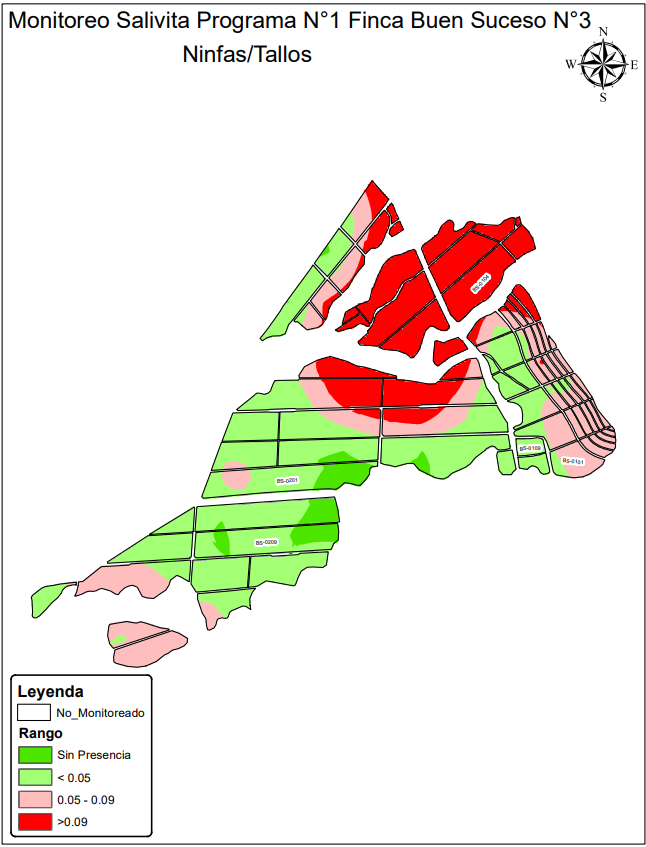 Monitoreo Salivita Programa N°1 Finca Buen Suceso N°3
Ninfas/Tallos
N
W
E
S
BS-0104
BS-0109
BS-0101
BS-0201
BS-0209
Leyenda
No_Monitoreado
Rango
Sin Presencia
< 0.05
0.05 - 0.09
>0.09